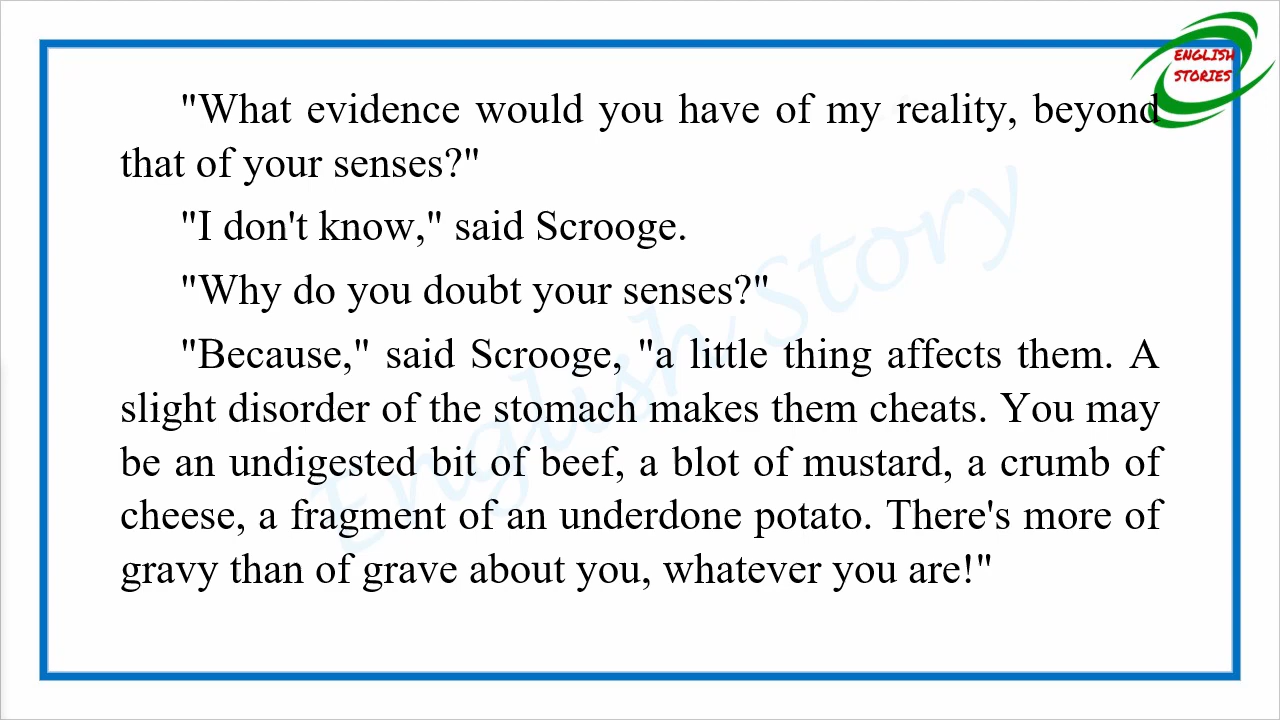 ENGLISH
STORIES
"What evidence would you have of my reality, beyond
that of your senses?"
"I don't know," said Scrooge.
"Why do you doubt your senses?"
"Because," said Scrooge, "a little thing affects them. A
slight disorder of the stomach makes them cheats. You may
be an undigested bit of beef, a blot of mustard, a crumb of
cheese, a fragment of an underdone potato. There's more of
gravy than of grave about you, whatever you are!"
English Story